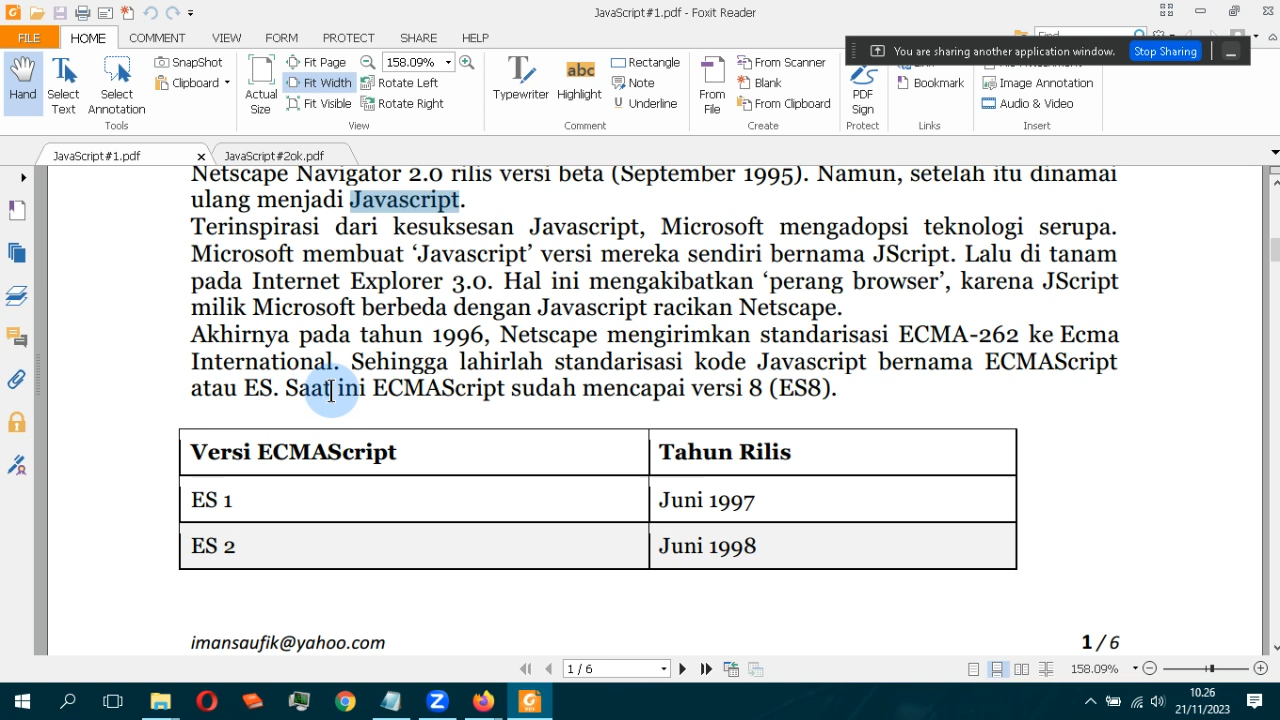 JavaScript#1.pdf - Foxit Reader
FILE HOME COMMENT VIEW FORM PROTECT SHARE HELP Find
You are sharing another application window. Stop Sharing
Hand
Select Text
Select Annotation
SnapShot
Clipboard
Tools
Actual Size
Fit Page
Fit Width
Fit Visible
158.09%
Rotate Left
Rotate Right
View
Typewriter
abc
Highlight
Rectangle
Note
Underline
Comment
From File
From Scanner
Blank
From Clipboard
Create
PDF Sign
Protect
Bookmark
Links
Image Annotation
Audio & Video
Insert
JavaScript#1.pdf x JavaScript#2ok.pdf
Netscape Navigator 2.0 rilis versi beta (September 1995). Namun, setelah itu dinamai
ulang menjadi Javascript.
Terinspirasi dari kesuksesan Javascript, Microsoft mengadopsi teknologi serupa.
Microsoft membuat ‘Javascript’ versi mereka sendiri bernama JScript. Lalu di tanam
pada Internet Explorer 3.0. Hal ini mengakibatkan ‘perang browser’, karena JScript
milik Microsoft berbeda dengan Javascript racikan Netscape.
Akhirnya pada tahun 1996, Netscape mengirimkan standarisasi ECMA-262 ke Ecma
International. Sehingga lahirlah standarisasi kode Javascript bernama ECMAScript
atau ES. Saat ini ECMAScript sudah mencapai versi 8 (ES8).
Versi ECMAScript Tahun Rilis
ES 1 Juni 1997
ES 2 Juni 1998
imansaufik@yahoo.com 1 / 6
1 / 6 158.09%
10.26
21/11/2023